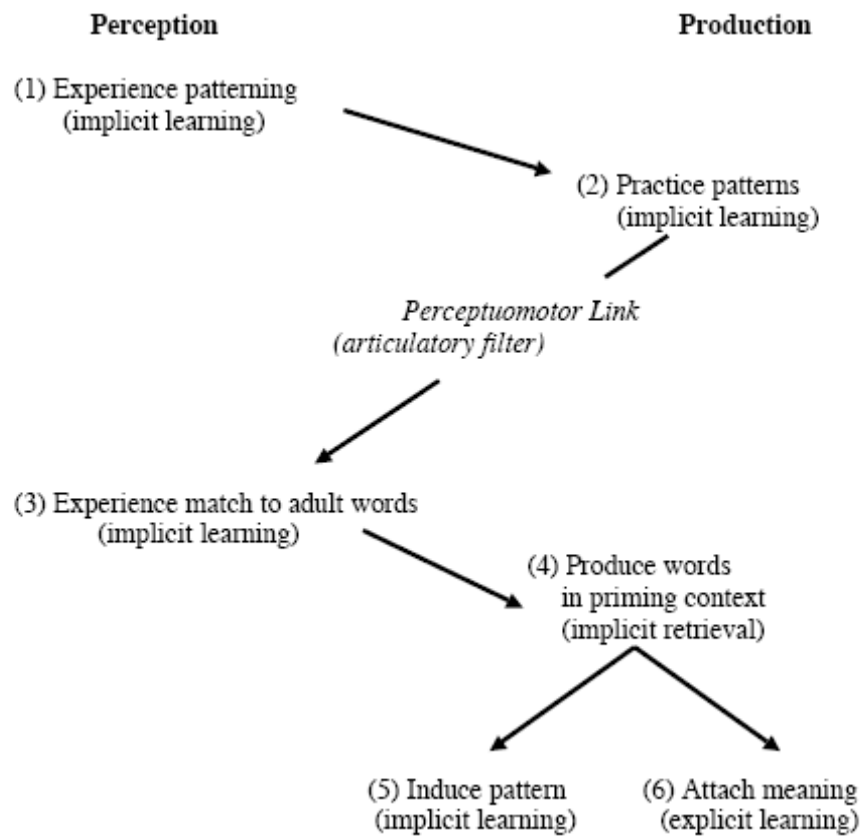 Perception
Production
(1) Experience patterning
(implicit learning)
(2) Practice patterns
(implicit learning)
Perceptuomotor Link
(articulatory filter)
(3) Experience match to adult words
(implicit learning)
(4) Produce words
in priming context
(implicit retrieval)
(5) Induce pattern
(implicit learning)
(6) Attach meaning
(explicit learning)